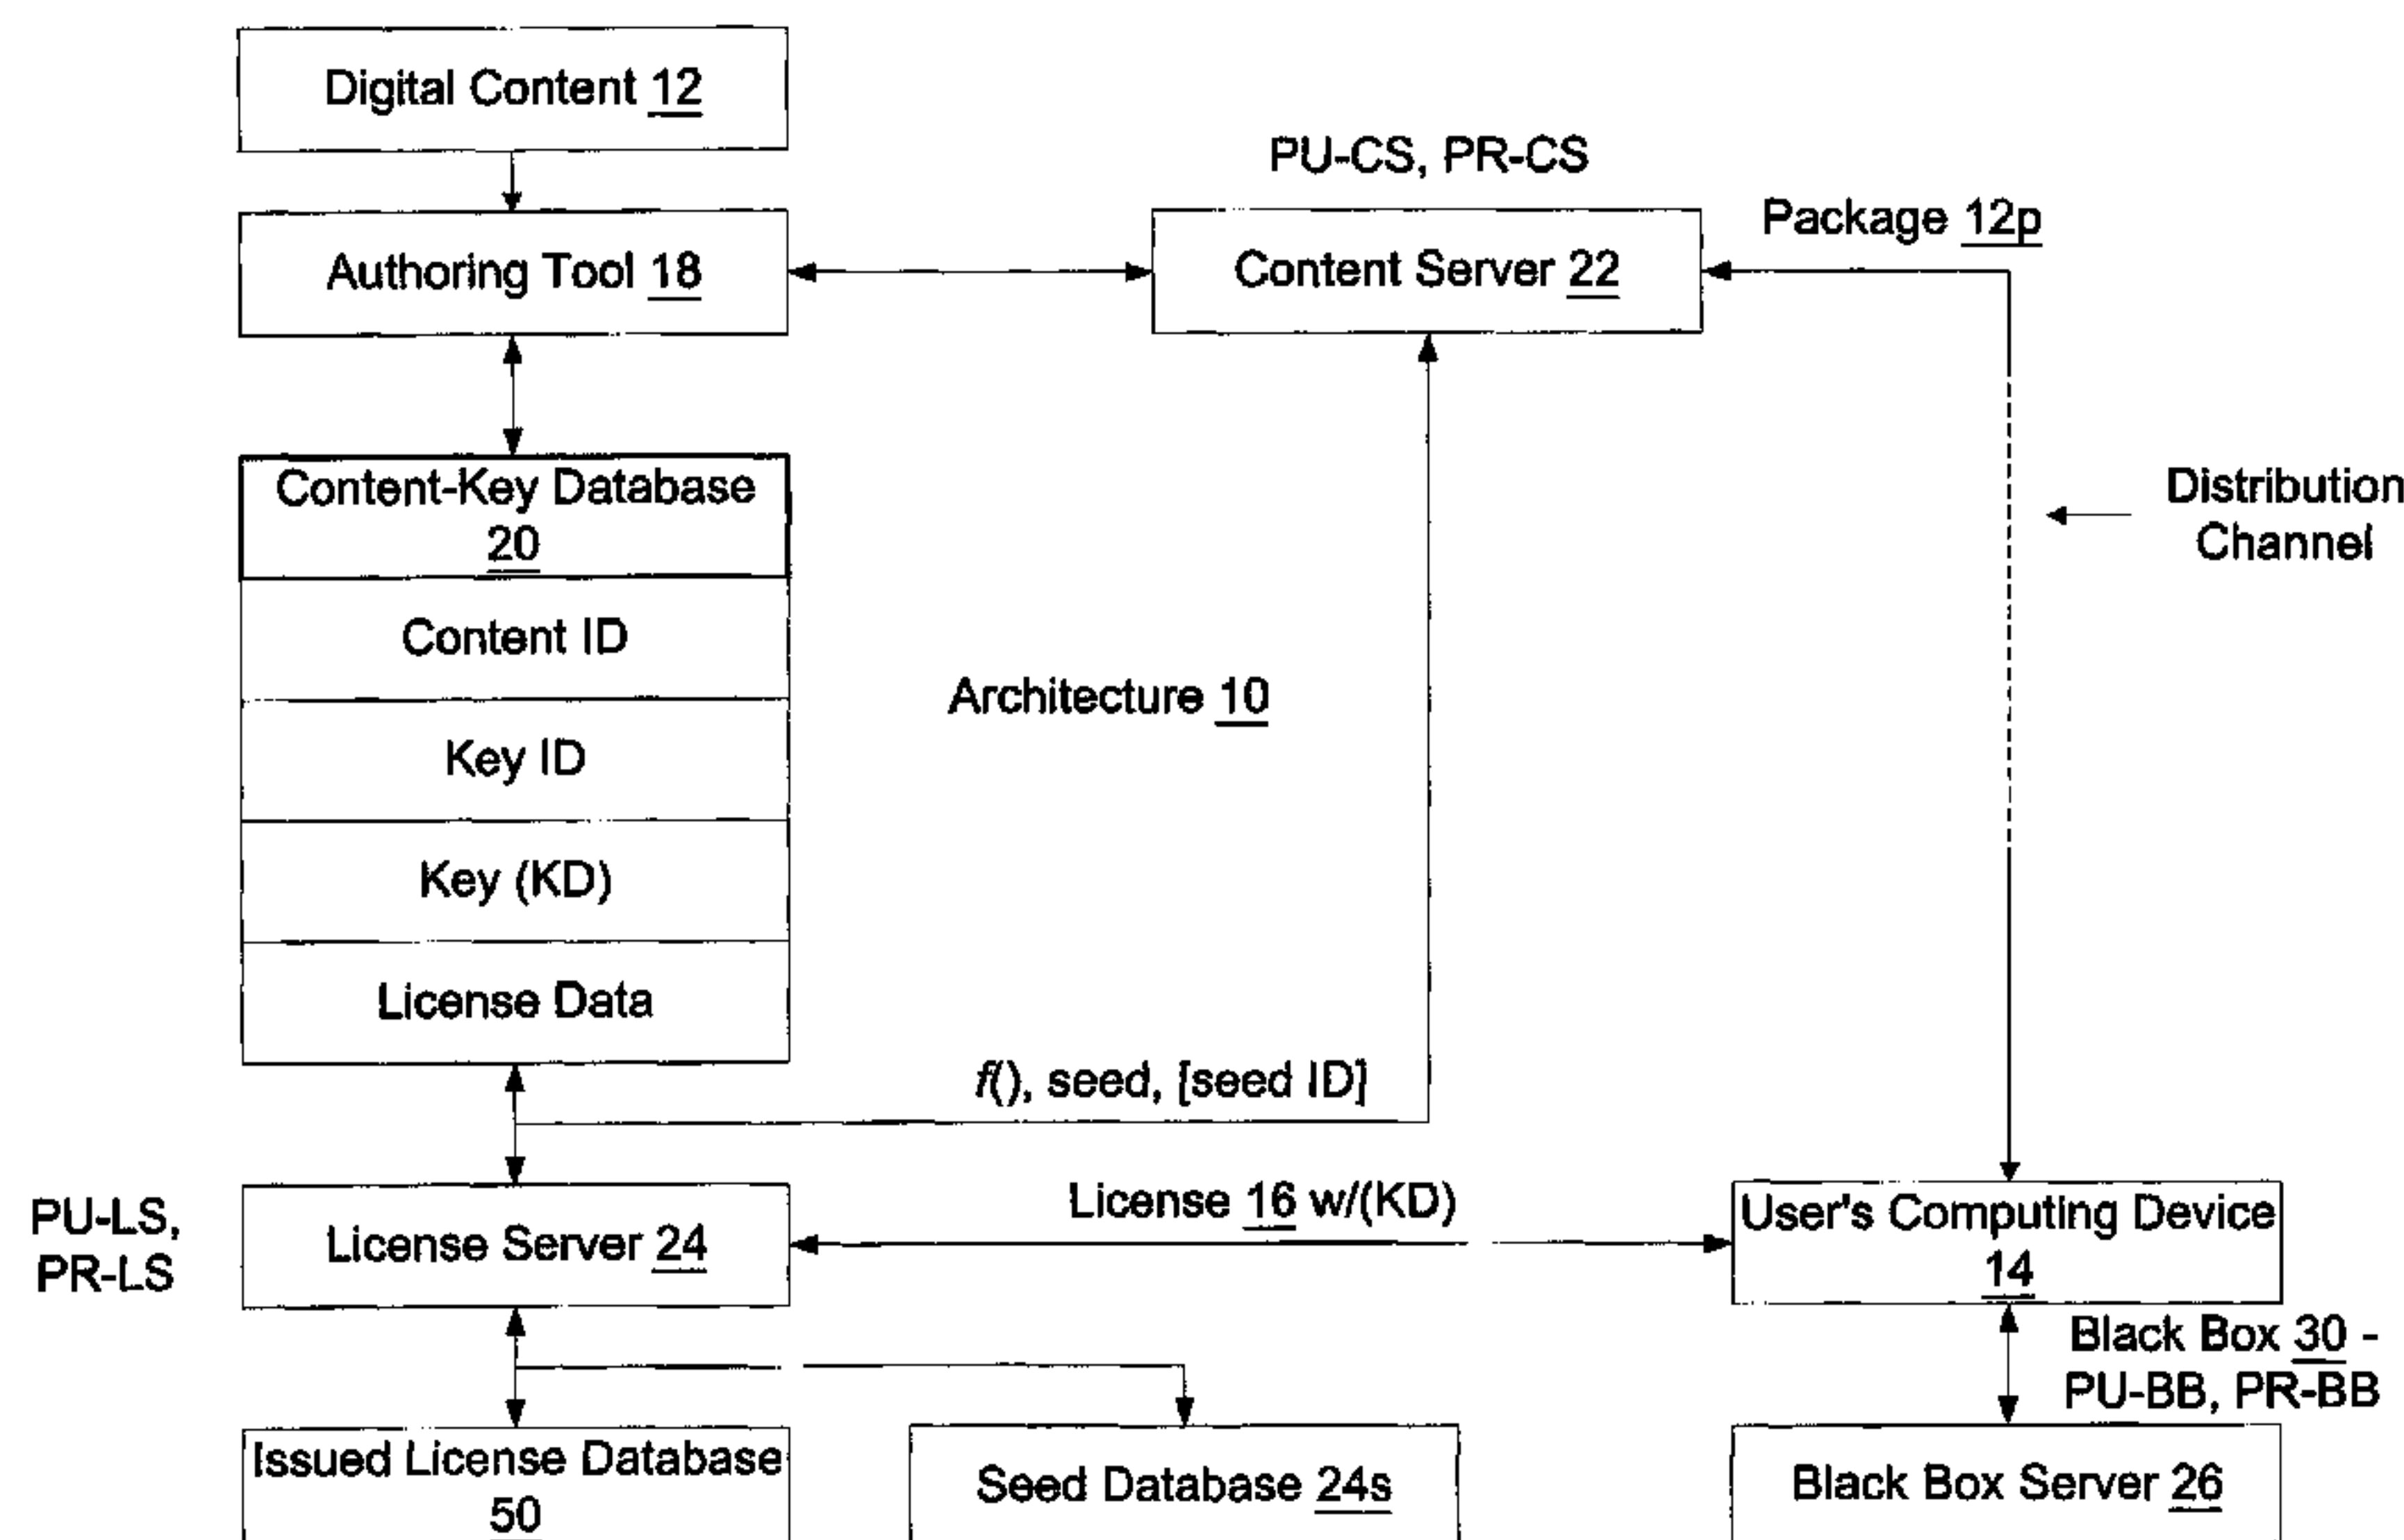 Digital Content 12
PU-CS, PR-CS
Package 12p
Authoring Tool 18
Content Server 22
Content-Key Database
20
Distribution
Channel
Content ID
Architecture 10
Key ID
Key (KD)
License Data
f(), seed, [seed ID]
PU-LS,
PR-LS
License Server 24
License 16 w/(KD)
User's Computing Device
14
Black Box 30 -
PU-BB, PR-BB
Issued License Database
50
Seed Database 24s
Black Box Server 26